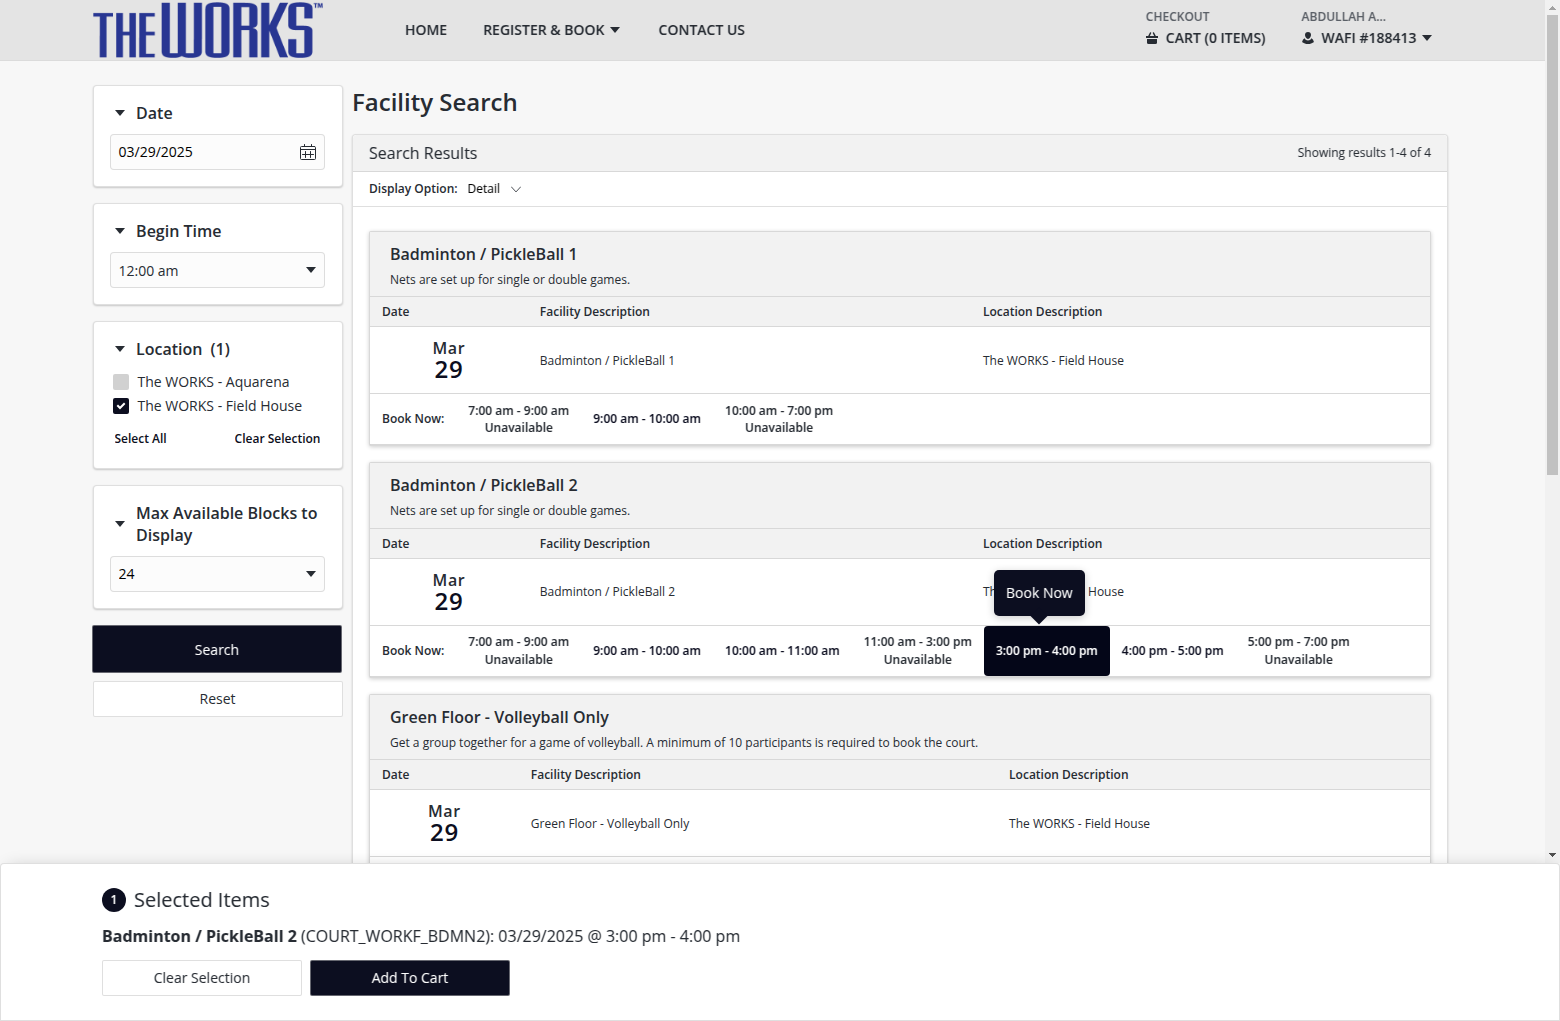 THE WORKS™
HOME
REGISTER & BOOK
CONTACT US
CHECKOUT
CART (0 ITEMS)
ABDULLAH A...
WAFI #188413
Date
03/29/2025
Begin Time
12:00 am
Location (1)
The WORKS - Aquarena
The WORKS - Field House
Select All
Clear Selection
Max Available Blocks to
Display
24
Search
Reset
Facility Search
Search Results
Showing results 1-4 of 4
Display Option: Detail
Badminton / PickleBall 1
Nets are set up for single or double games.
Date Facility Description Location Description
Mar
29
Badminton / PickleBall 1
The WORKS - Field House
Book Now:
7:00 am - 9:00 am
Unavailable
9:00 am - 10:00 am
10:00 am - 7:00 pm
Unavailable
Badminton / PickleBall 2
Nets are set up for single or double games.
Date Facility Description Location Description
Mar
29
Badminton / PickleBall 2
House
Book Now
Book Now:
7:00 am - 9:00 am
Unavailable
9:00 am - 10:00 am
10:00 am - 11:00 am
11:00 am - 3:00 pm
Unavailable
3:00 pm - 4:00 pm
4:00 pm - 5:00 pm
5:00 pm - 7:00 pm
Unavailable
Green Floor - Volleyball Only
Get a group together for a game of volleyball. A minimum of 10 participants is required to book the court.
Date Facility Description Location Description
Mar
29
Green Floor - Volleyball Only
The WORKS - Field House
1 Selected Items
Badminton / PickleBall 2 (COURT_WORKF_BDMN2): 03/29/2025 @ 3:00 pm - 4:00 pm
Clear Selection
Add To Cart